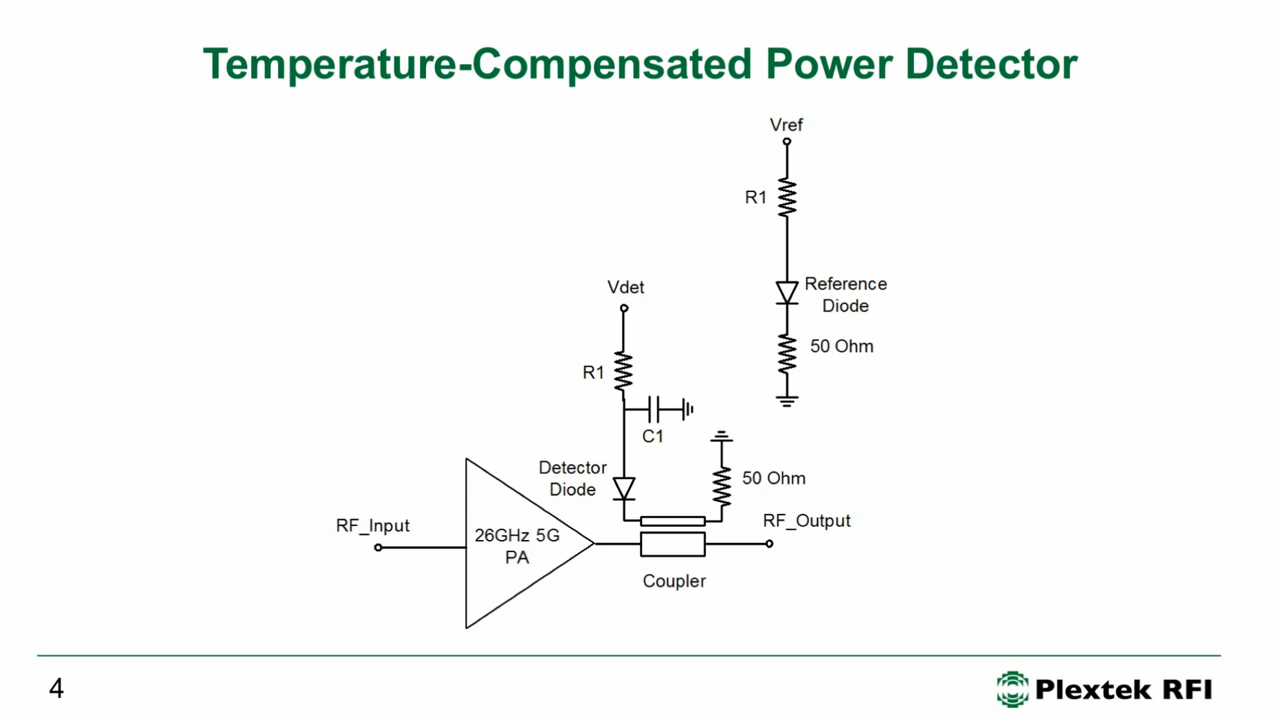 Temperature-Compensated Power Detector
Vref
R1
Reference
Diode
50 Ohm
Vdet
R1
C1
Detector
Diode
50 Ohm
RF_Input
26GHz 5G
PA
RF_Output
Coupler
4
Plextek RFI